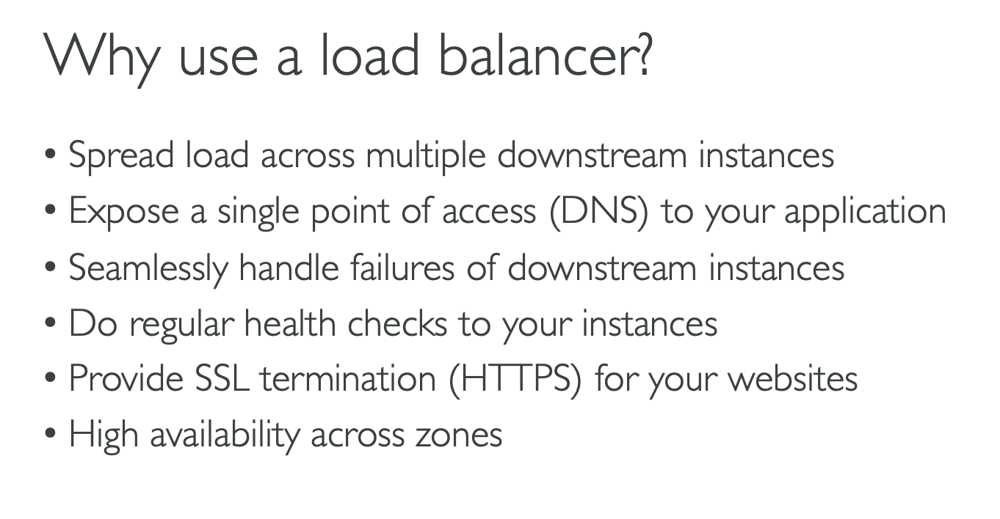 Why use a load balancer?
• Spread load across multiple downstream instances
• Expose a single point of access (DNS) to your application
• Seamlessly handle failures of downstream instances
• Do regular health checks to your instances
• Provide SSL termination (HTTPS) for your websites
• High availability across zones